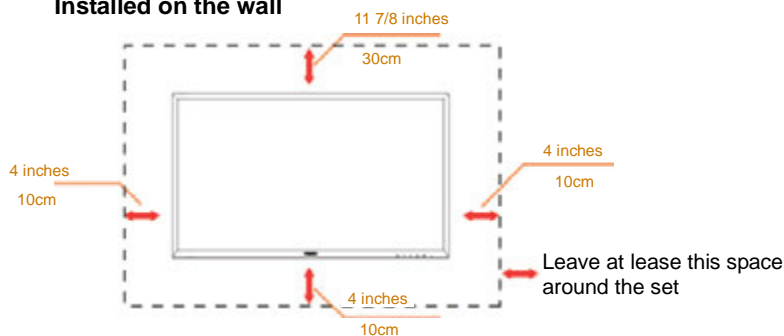 Installed on the wall
11 7/8 inches
30cm
4 inches
10cm
4 inches
10cm
Leave at lease this space
around the set
4 inches
10cm